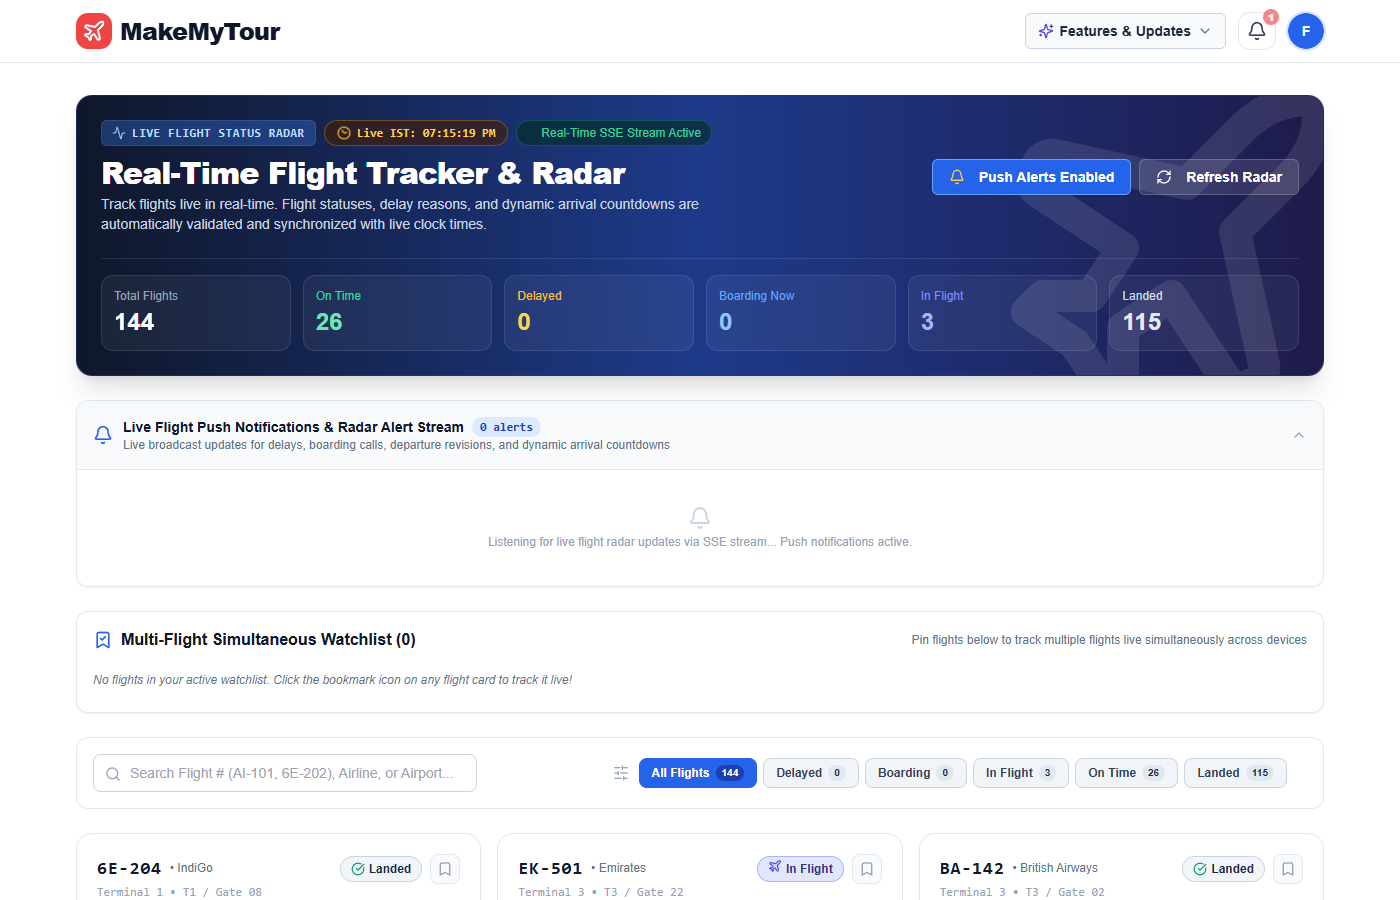 MakeMyTour
Features & Updates
1
F
LIVE FLIGHT STATUS RADAR
Live IST: 07:15:19 PM
Real-Time SSE Stream Active
Real-Time Flight Tracker & Radar
Track flights live in real-time. Flight statuses, delay reasons, and dynamic arrival countdowns are
automatically validated and synchronized with live clock times.
Push Alerts Enabled
Refresh Radar
Total Flights
144
On Time
26
Delayed
0
Boarding Now
0
In Flight
3
Landed
115
Live Flight Push Notifications & Radar Alert Stream
0 alerts
Live broadcast updates for delays, boarding calls, departure revisions, and dynamic arrival countdowns
Listening for live flight radar updates via SSE stream... Push notifications active.
Multi-Flight Simultaneous Watchlist (0)
Pin flights below to track multiple flights live simultaneously across devices
No flights in your active watchlist. Click the bookmark icon on any flight card to track it live!
Search Flight # (AI-101, 6E-202), Airline, or Airport...
All Flights 144
Delayed 0
Boarding 0
In Flight 3
On Time 26
Landed 115
6E-204 • IndiGo
Landed
Terminal 1 • T1 / Gate 08
EK-501 • Emirates
In Flight
Terminal 3 • T3 / Gate 22
BA-142 • British Airways
Landed
Terminal 3 • T3 / Gate 02